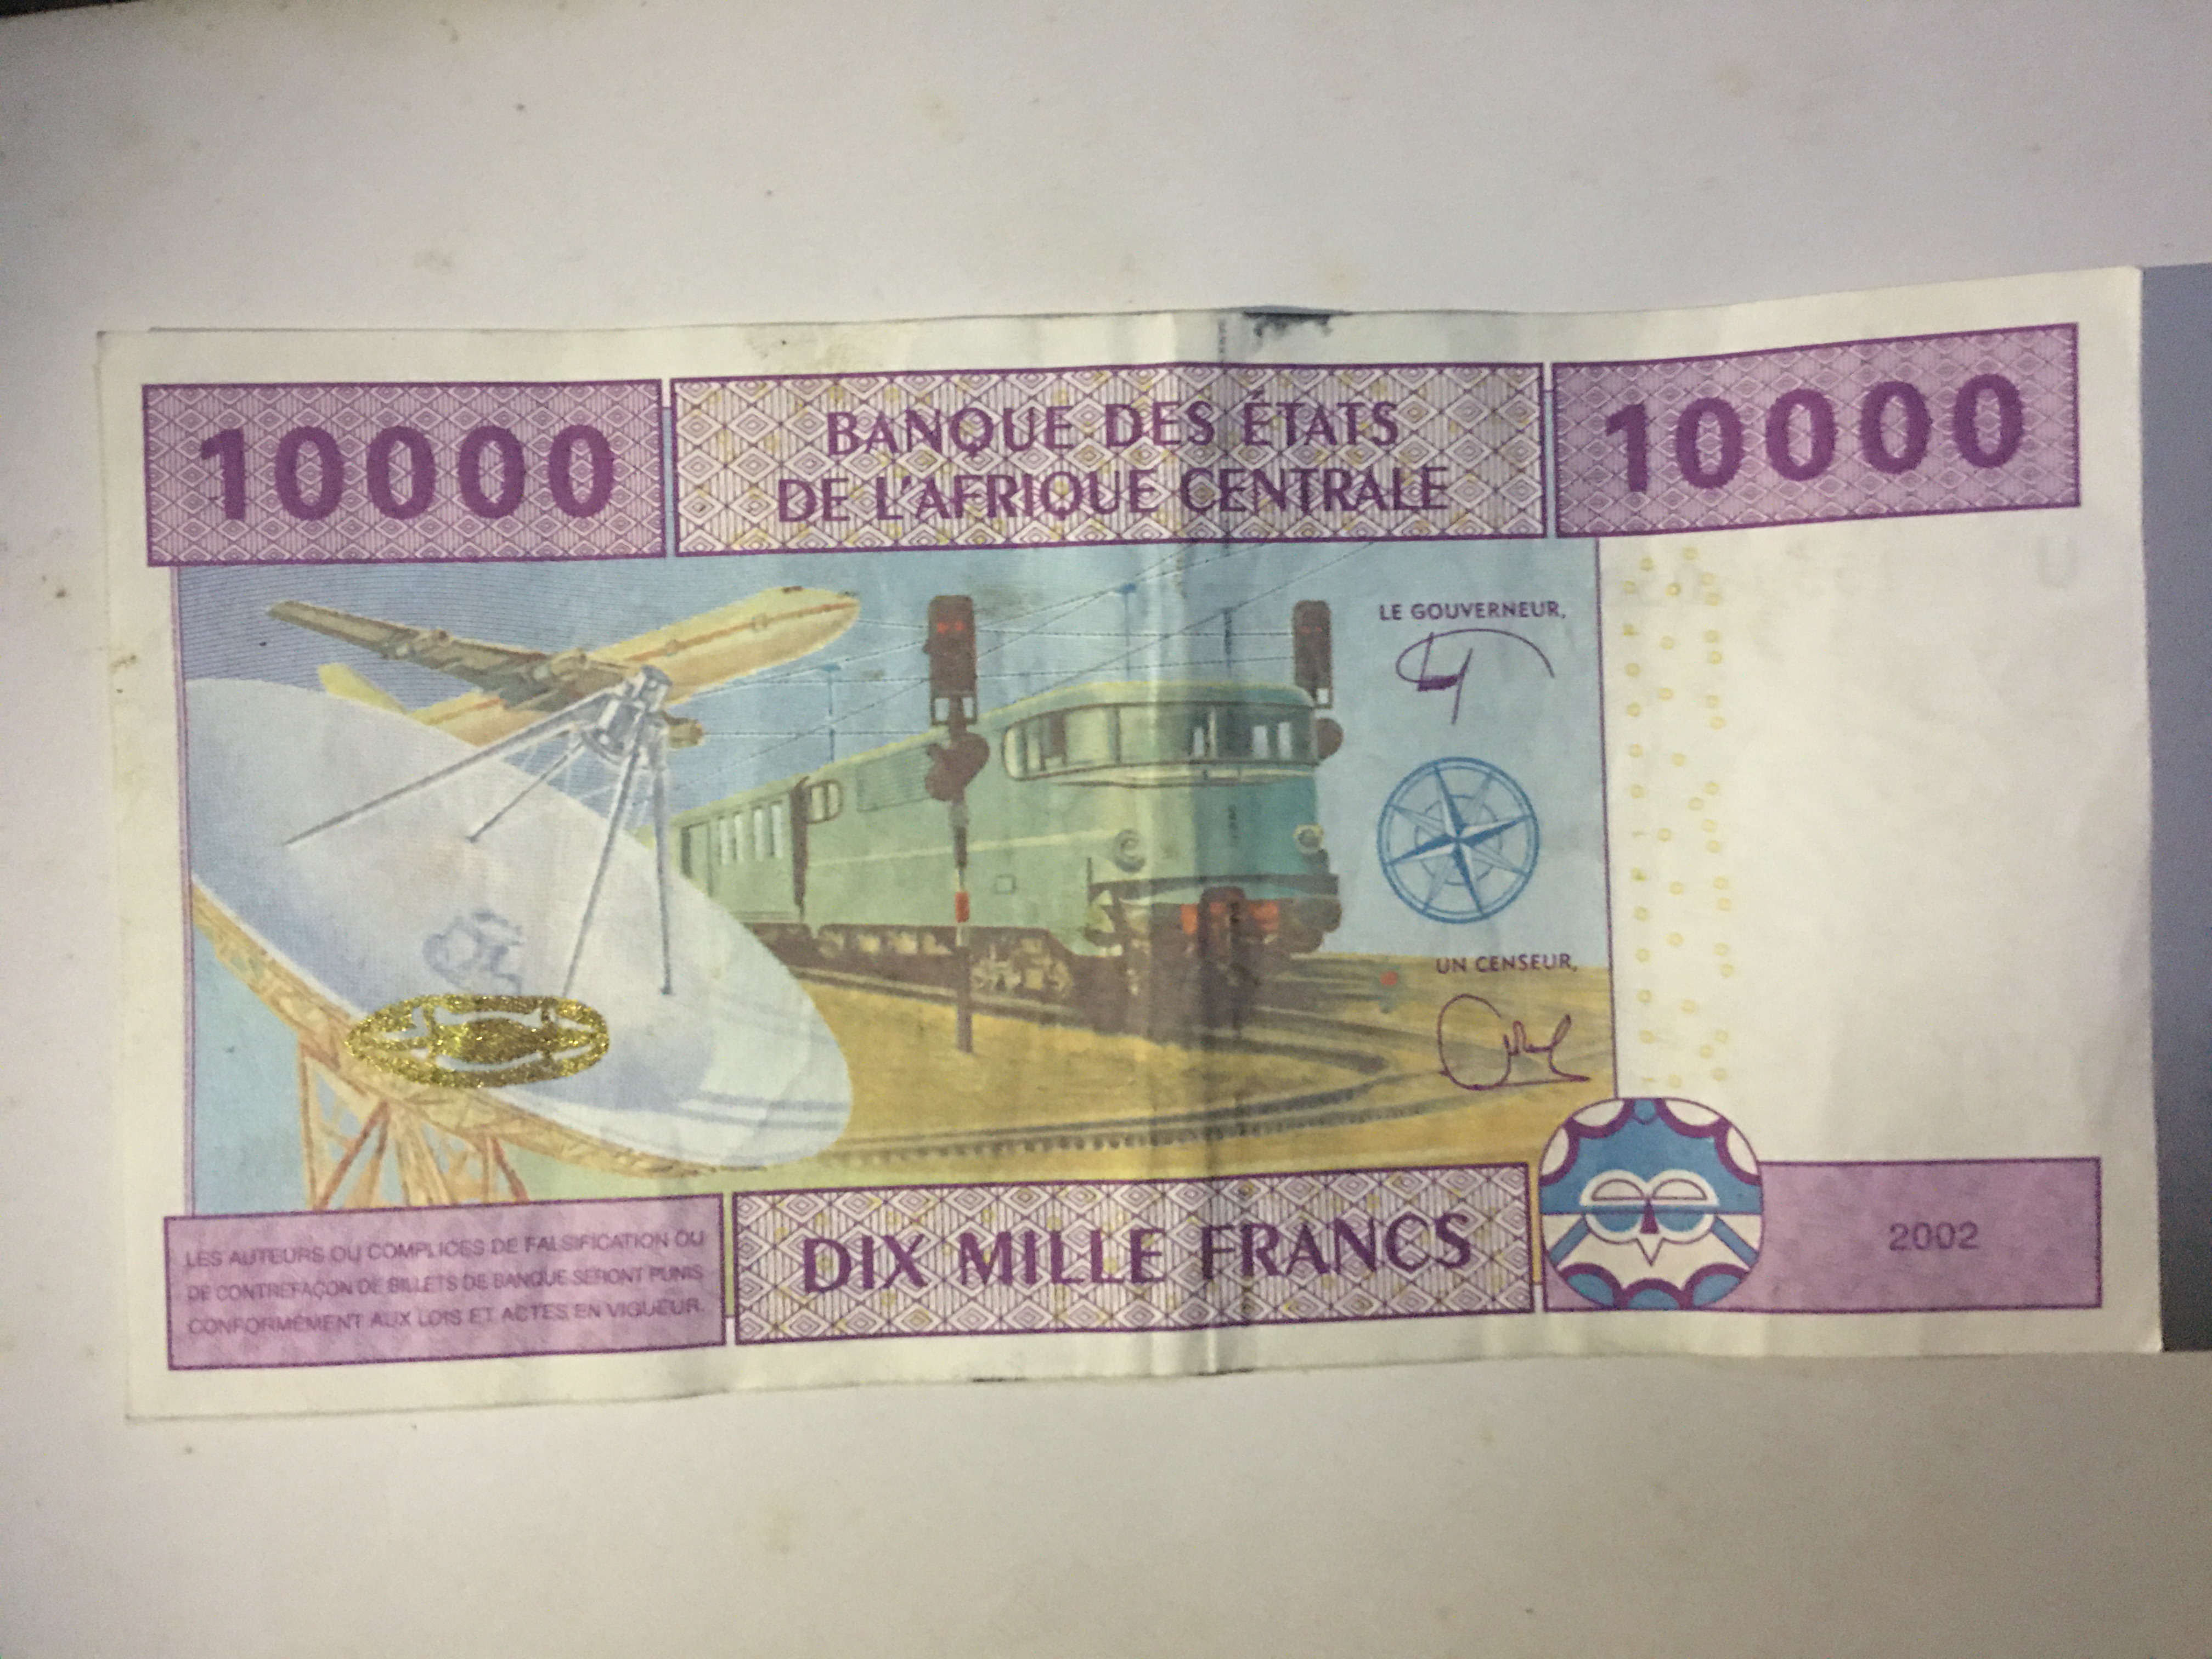 10000
BANQUE DES ÉTATS
DE L'AFRIQUE CENTRALE
10000
LE GOUVERNEUR,
UN CENSEUR,
LES AUTEURS OU COMPLICES DE FALSIFICATION OU
DE CONTREFAÇON DE BILLETS DE BANQUE SERONT PUNIS
CONFORMÉMENT AUX LOIS ET ACTES EN VIGUEUR.
DIX MILLE FRANCS
2002